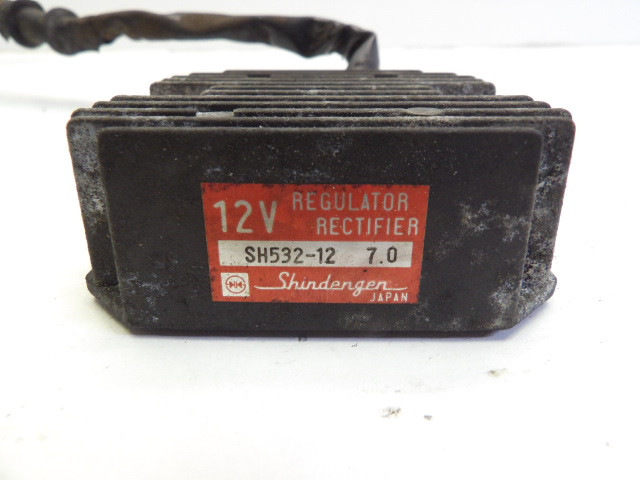 12V REGULATOR
RECTIFIER
SH532-12 7.0
Shindengen
JAPAN